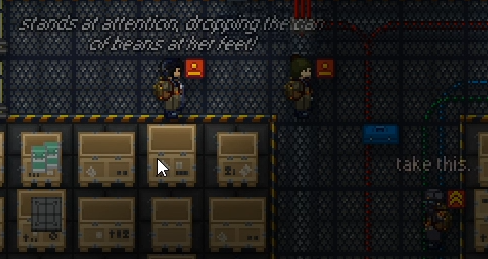 stands at attention, dropping the can
of beans at her feet!
take this.